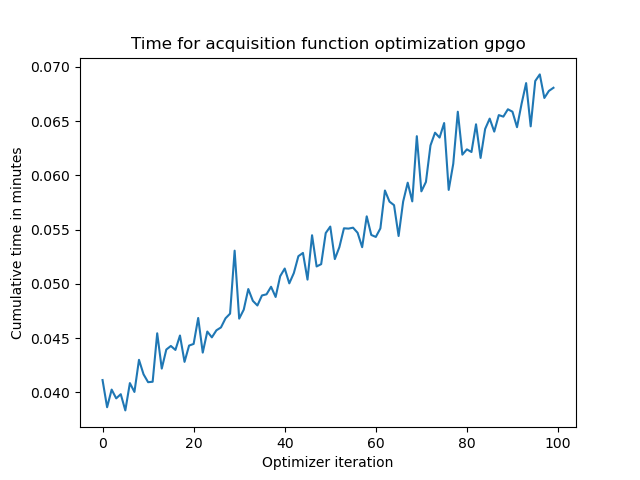 Time for acquisition function optimization gpgo
0.070
0.065
0.060
0.055
0.050
0.045
0.040
Cumulative time in minutes
0 20 40 60 80 100
Optimizer iteration